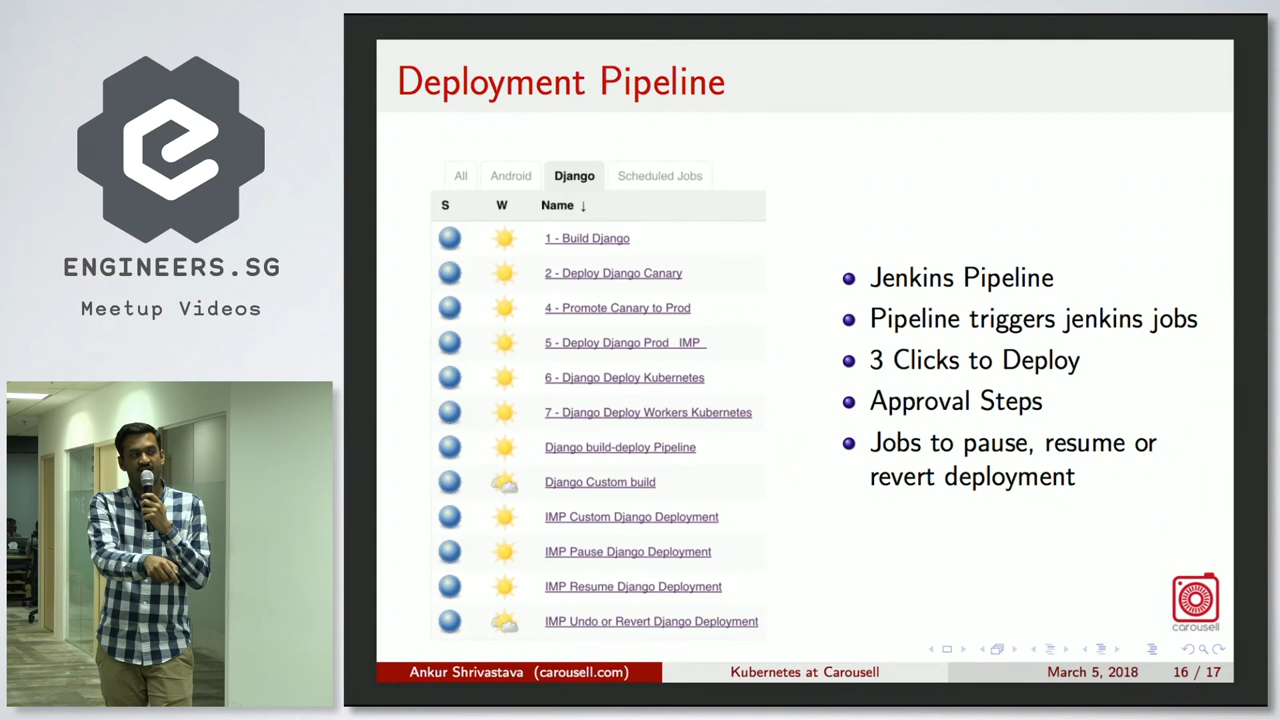 ENGINEERS.SG
Meetup Videos
Deployment Pipeline
All Android Django Scheduled Jobs
S W Name ↓
1 - Build Django
2 - Deploy Django Canary
4 - Promote Canary to Prod
5 - Deploy Django Prod _IMP_
6 - Django Deploy Kubernetes
7 - Django Deploy Workers Kubernetes
Django build-deploy Pipeline
Django Custom build
IMP Custom Django Deployment
IMP Pause Django Deployment
IMP Resume Django Deployment
IMP Undo or Revert Django Deployment
Jenkins Pipeline
Pipeline triggers jenkins jobs
3 Clicks to Deploy
Approval Steps
Jobs to pause, resume or
revert deployment
carousell
Ankur Shrivastava (carousell.com) Kubernetes at Carousell March 5, 2018 16 / 17